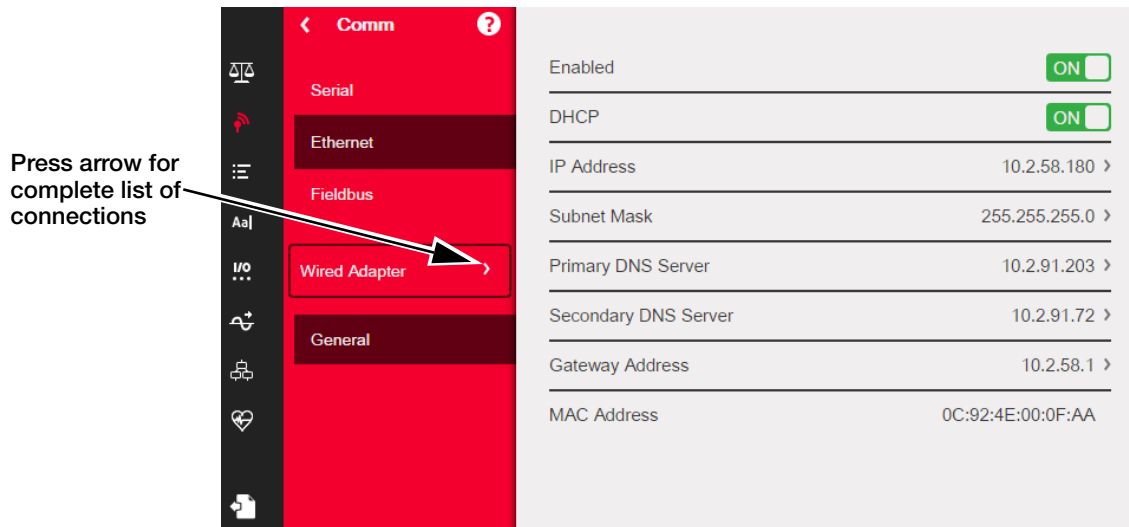 Press arrow for
complete list of
connections
Comm ?
Serial
Ethernet
Fieldbus
Wired Adapter
General
Aa
I/O
Enabled ON
DHCP ON
IP Address 10.2.58.180
Subnet Mask 255.255.255.0
Primary DNS Server 10.2.91.203
Secondary DNS Server 10.2.91.72
Gateway Address 10.2.58.1
MAC Address 0C:92:4E:00:0F:AA